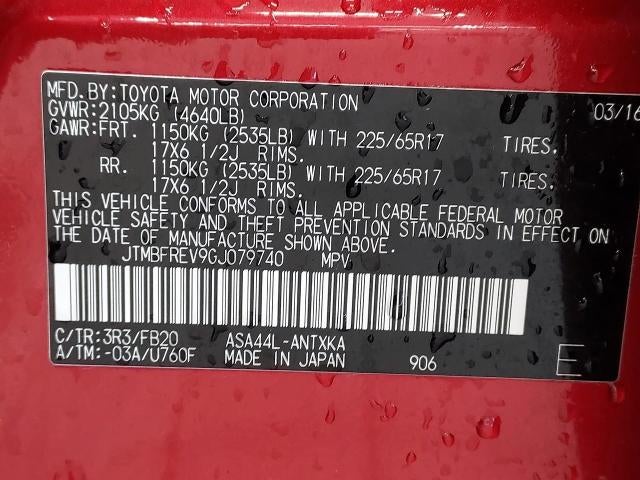 MFD.BY:TOYOTA MOTOR CORPORATION 03/16
GVWR:2105KG (4640LB)
GAWR:FRT. 1150KG (2535LB) WITH 225/65R17 TIRES.
17X6 1/2J RIMS.
RR. 1150KG (2535LB) WITH 225/65R17 TIRES.
17X6 1/2J RIMS.
THIS VEHICLE CONFORMS TO ALL APPLICABLE FEDERAL MOTOR
VEHICLE SAFETY AND THEFT PREVENTION STANDARDS IN EFFECT ON
THE DATE OF MANUFACTURE SHOWN ABOVE.
JTMBFREV9GJ079740 MPV
C/TR:3R3/FB20 ASA44L-ANTXKA
A/TM:-03A/U760F MADE IN JAPAN 906 E